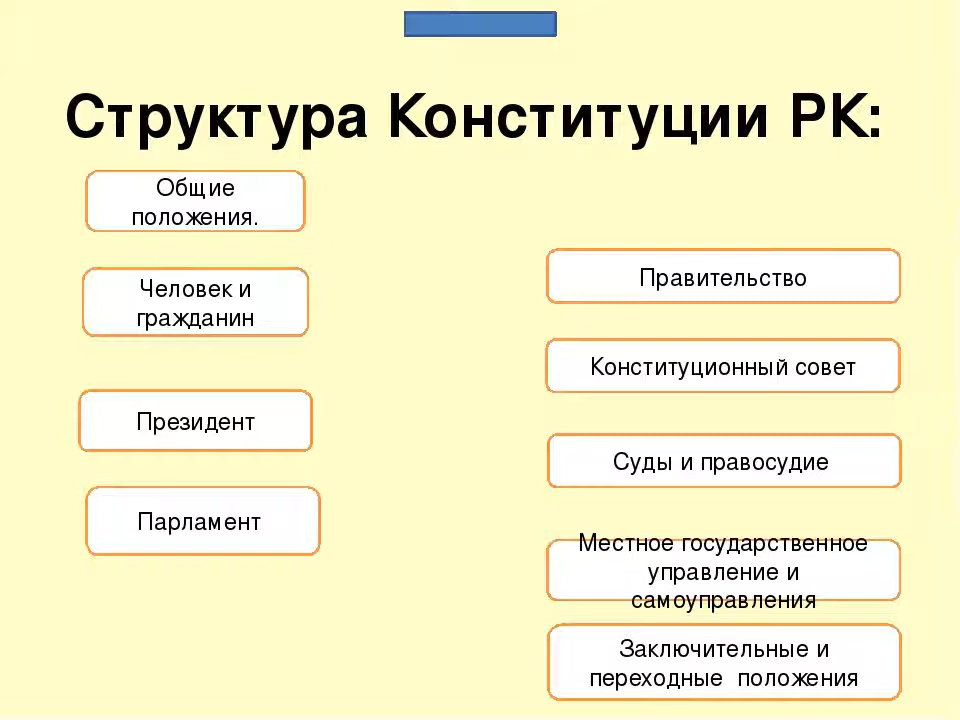 Структура Конституции РК:
Общие
положения.
Человек и
гражданин
Президент
Парламент
Правительство
Конституционный совет
Суды и правосудие
Местное государственное
управление и
самоуправления
Заключительные и
переходные положения